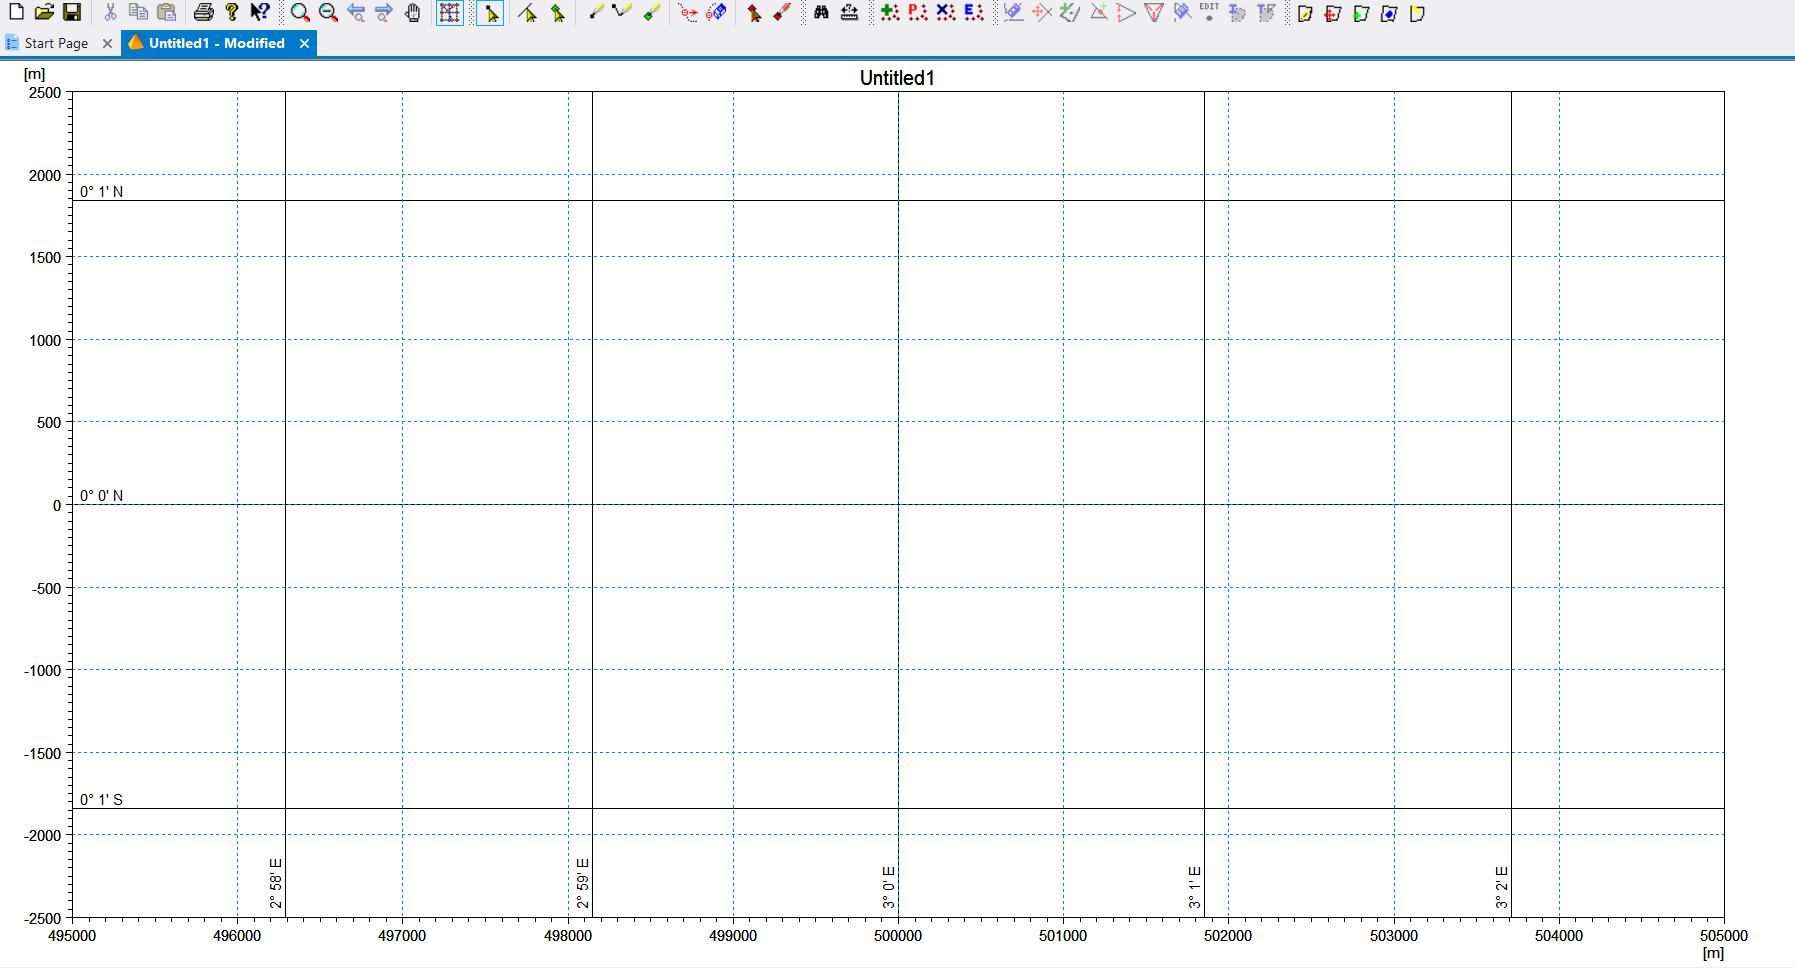 EDIT
Start Page
Untitled1 - Modified
[m]
Untitled1
2500
2000
0° 1' N
1500
1000
500
0° 0' N
0
-500
-1000
-1500
0° 1' S
-2000
2° 58' E
2° 59' E
3° 0' E
3° 1' E
3° 2' E
-2500
495000 496000 497000 498000 499000 500000 501000 502000 503000 504000 505000
[m]